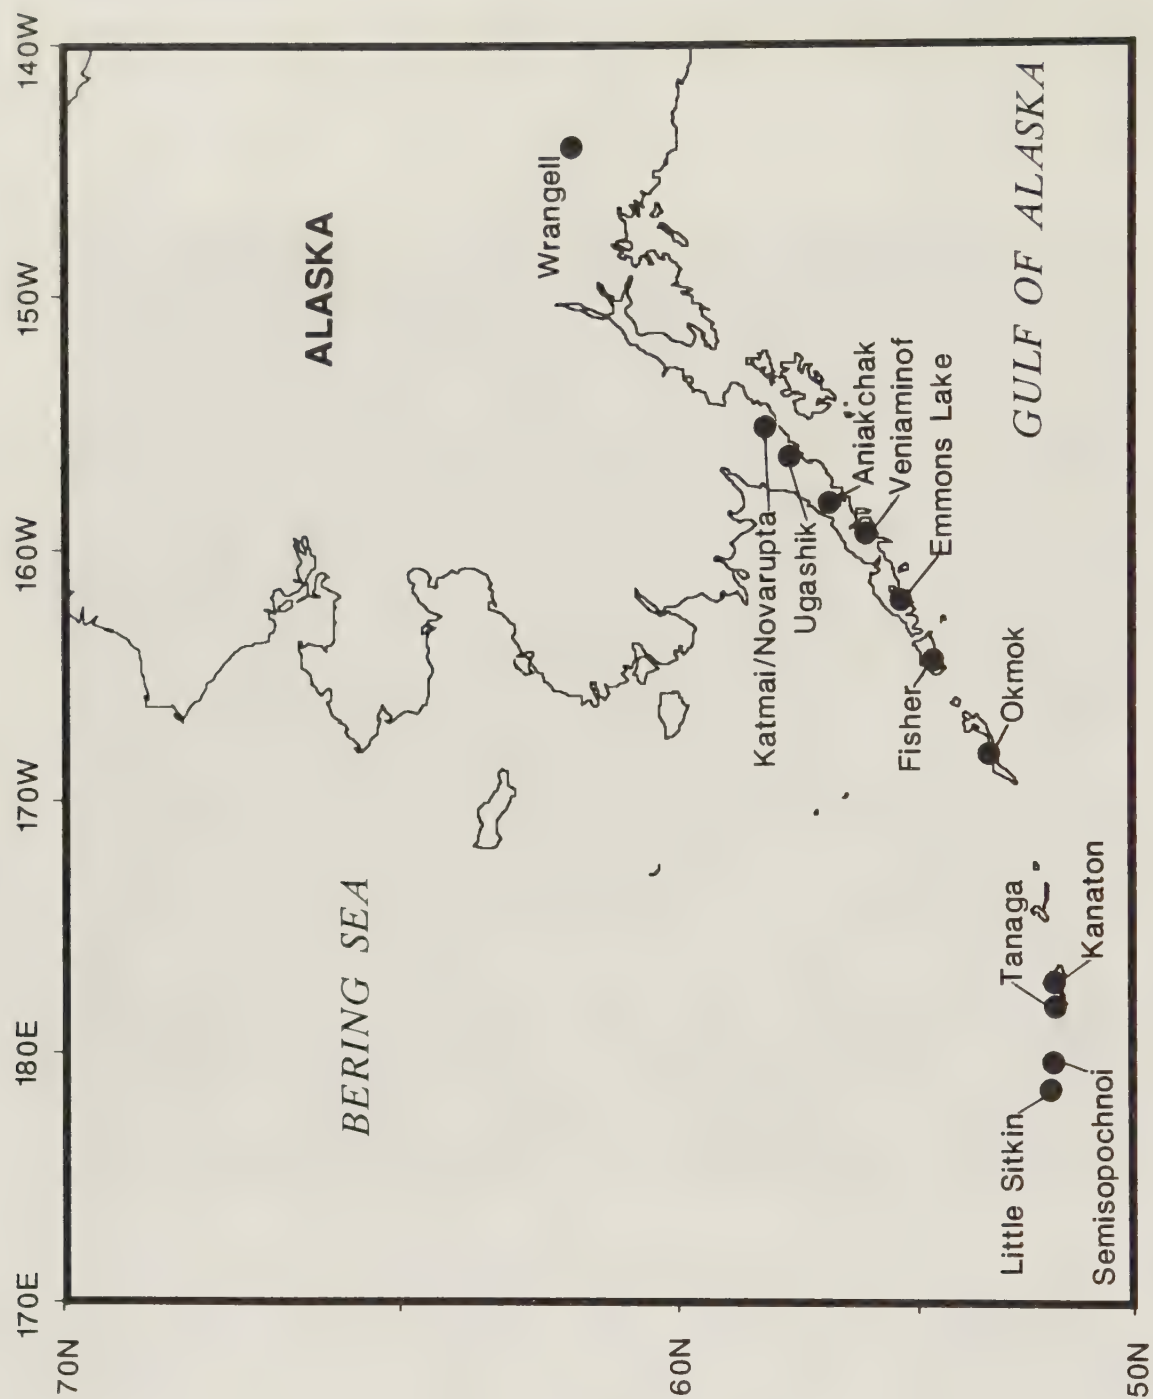 170E
180E
170W
160W
150W
140W
70N
60N
50N
ALASKA
BERING SEA
GULF OF ALASKA
Wrangell
Katmai/Novarupta
Ugashik
Aniakchak
Veniaminof
Emmons Lake
Fisher
Okmok
Tanaga
Kanaton
Little Sitkin
Semisopochnoi